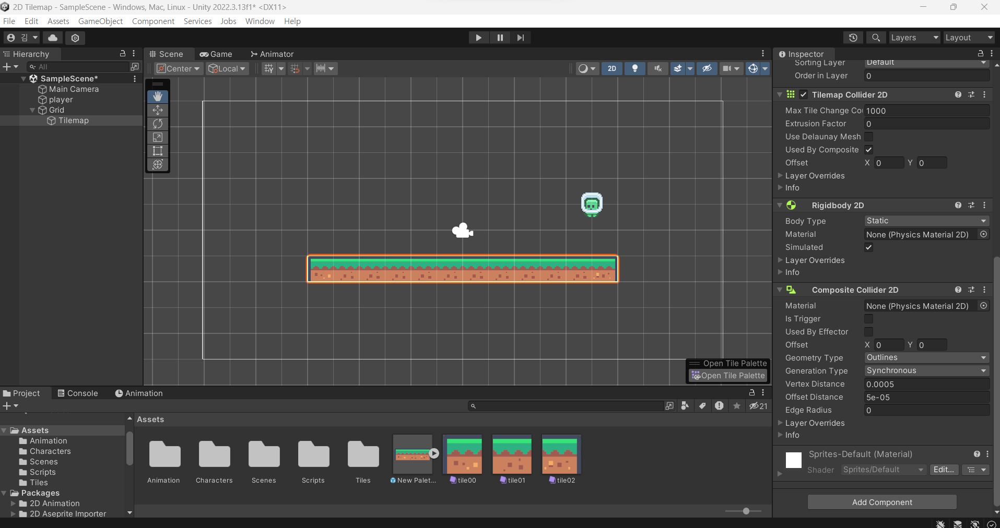 2D Tilemap - SampleScene - Windows, Mac, Linux - Unity 2022.3.13f1* <DX11>
File Edit Assets GameObject Component Services Jobs Window Help
김 Layers Layout
Hierarchy
All
SampleScene*
Main Camera
player
Grid
Tilemap
Scene Game Animator
Center Local 2D
Open Tile Palette
Open Tile Palette
Inspector
Sorting Layer Default
Order in Layer 0
Tilemap Collider 2D
Max Tile Change Cou 1000
Extrusion Factor 0
Use Delaunay Mesh
Used By Composite
Offset X 0 Y 0
Layer Overrides
Info
Rigidbody 2D
Body Type Static
Material None (Physics Material 2D)
Simulated
Layer Overrides
Info
Composite Collider 2D
Material None (Physics Material 2D)
Is Trigger
Used By Effector
Offset X 0 Y 0
Geometry Type Outlines
Generation Type Synchronous
Vertex Distance 0.0005
Offset Distance 5e-05
Edge Radius 0
Layer Overrides
Info
Sprites-Default (Material)
Shader Sprites/Default Edit...
Add Component
Project Console Animation
21
Assets
Animation
Characters
Scenes
Scripts
Tiles
Packages
2D Animation
2D Aseprite Importer
Assets
Animation Characters Scenes Scripts Tiles New Palet... tile00 tile01 tile02